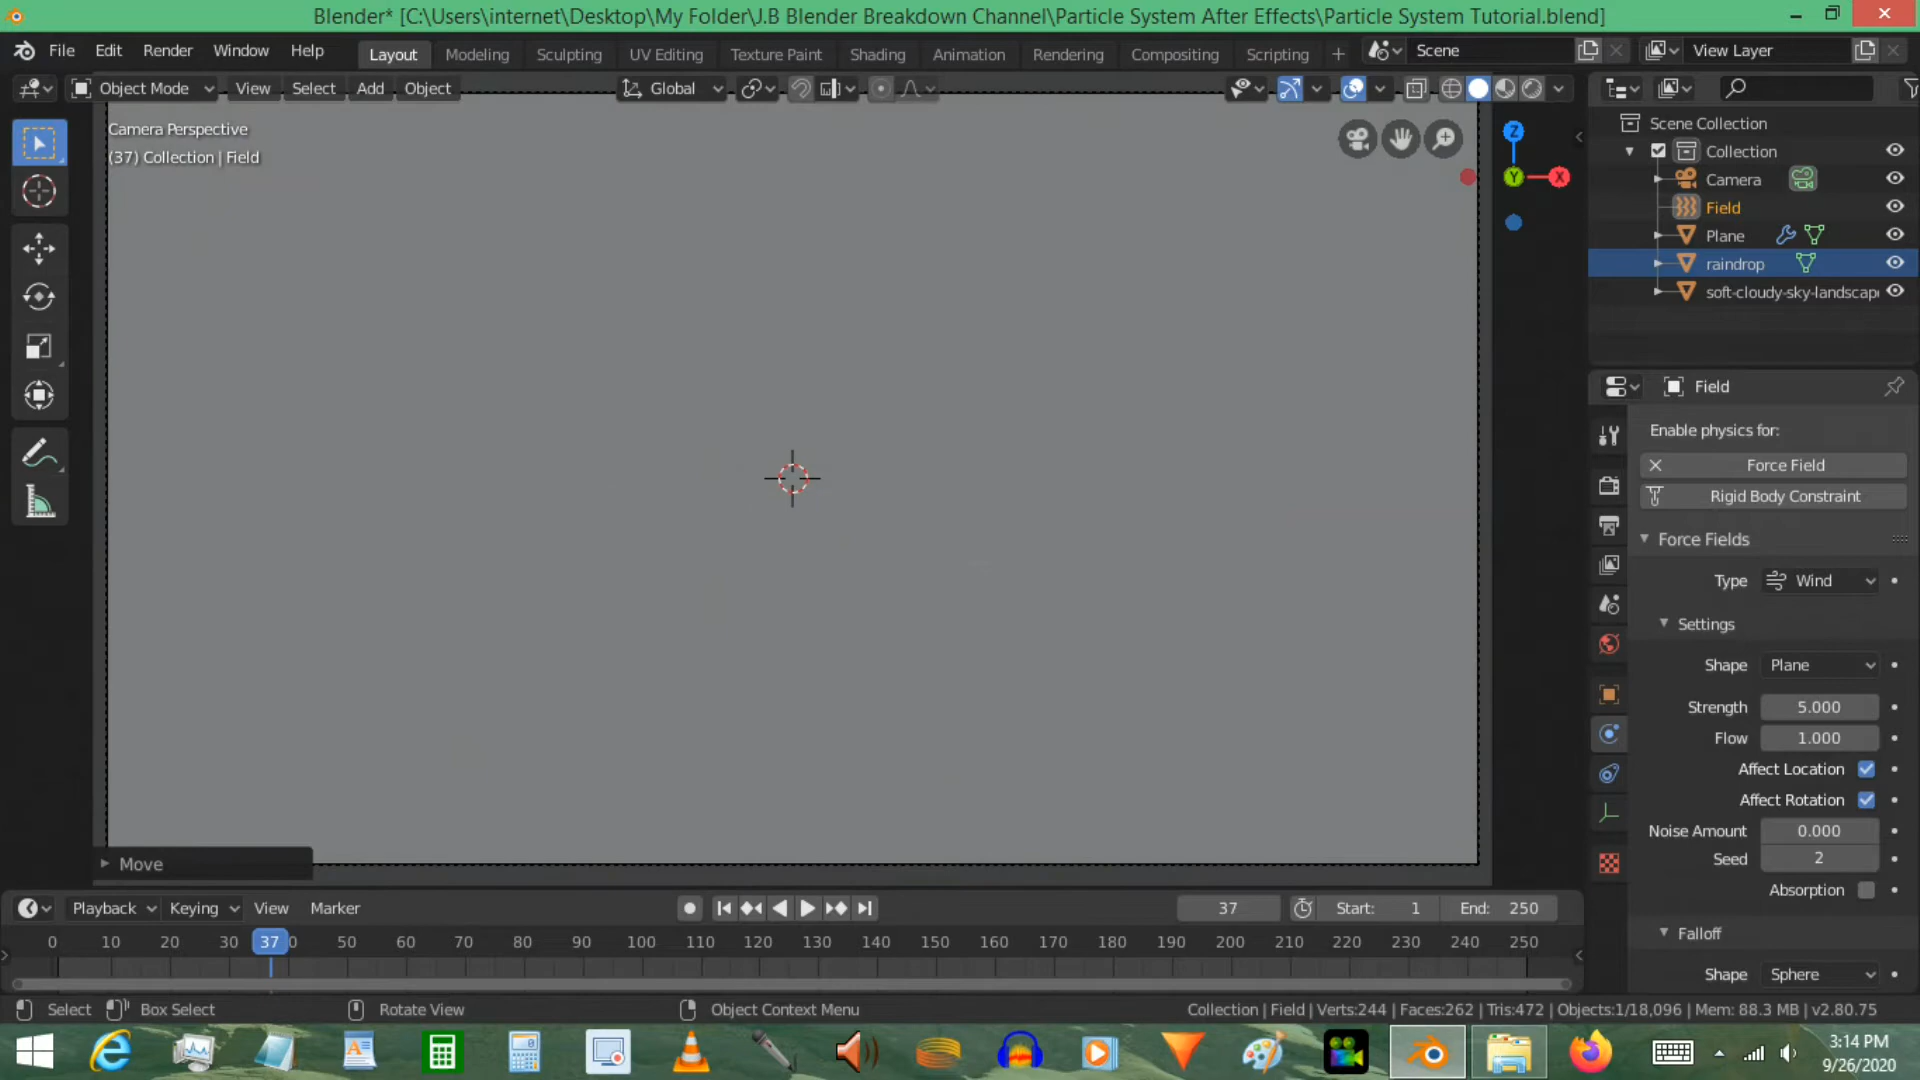 Blender* [C:\Users\internet\Desktop\My Folder\J.B Blender Breakdown Channel\Particle System After Effects\Particle System Tutorial.blend]
File Edit Render Window Help Layout Modeling Sculpting UV Editing Texture Paint Shading Animation Rendering Compositing Scripting + Scene View Layer
Object Mode View Select Add Object Global
Camera Perspective
(37) Collection | Field
Z
Y
X
Scene Collection
Collection
Camera
Field
Plane
raindrop
soft-cloudy-sky-landscap
Field
Enable physics for:
Force Field
Rigid Body Constraint
Force Fields
Type Wind
Settings
Shape Plane
Strength 5.000
Flow 1.000
Affect Location
Affect Rotation
Noise Amount 0.000
Seed 2
Absorption
Falloff
Shape Sphere
Move
Playback Keying View Marker 37 Start: 1 End: 250
0 10 20 30 37 0 50 60 70 80 90 100 110 120 130 140 150 160 170 180 190 200 210 220 230 240 250
Select Box Select Rotate View Object Context Menu Collection | Field | Verts:244 | Faces:262 | Tris:472 | Objects:1/18,096 | Mem: 88.3 MB | v2.80.75
3:14 PM
9/26/2020